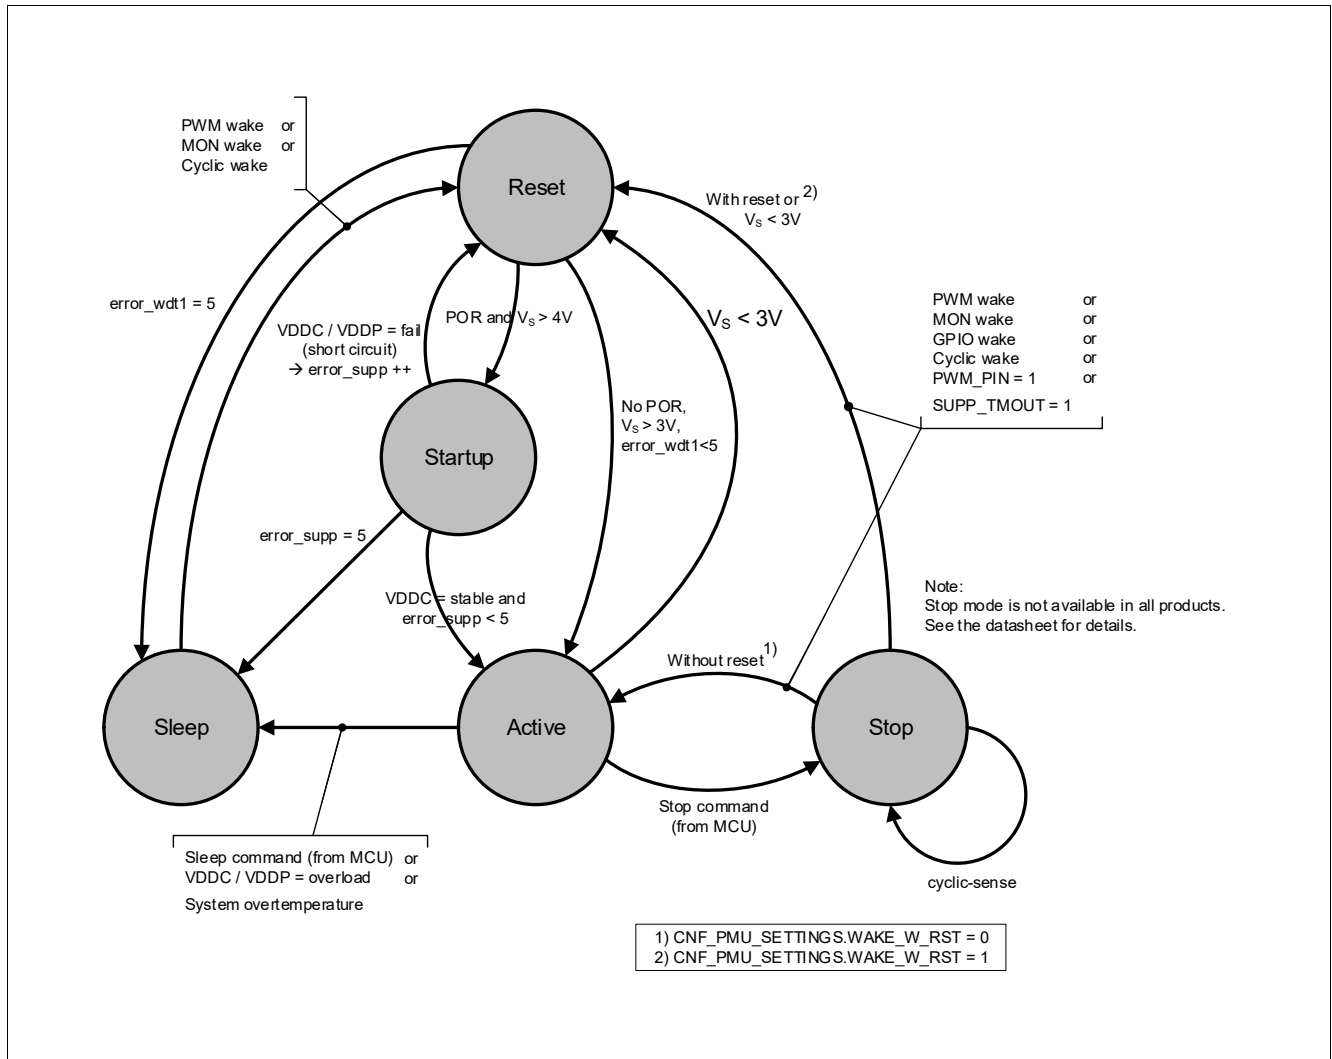 PWM wake or
MON wake or
Cyclic wake
Reset
With reset or 2)
VS < 3V
error_wdt1 = 5
PWM wake or
MON wake or
GPIO wake or
Cyclic wake or
PWM_PIN = 1 or
SUPP_TMOUT = 1
VDDC / VDDP = fail
(short circuit)
→ error_supp ++
POR and VS > 4V
VS < 3V
No POR,
VS > 3V,
error_wdt1<5
Startup
error_supp = 5
VDDC = stable and
error_supp < 5
Note:
Stop mode is not available in all products.
See the datasheet for details.
Without reset 1)
Sleep
Active
Stop
Stop command
(from MCU)
Sleep command (from MCU) or
VDDC / VDDP = overload or
System overtemperature
cyclic-sense
1) CNF_PMU_SETTINGS.WAKE_W_RST = 0
2) CNF_PMU_SETTINGS.WAKE_W_RST = 1